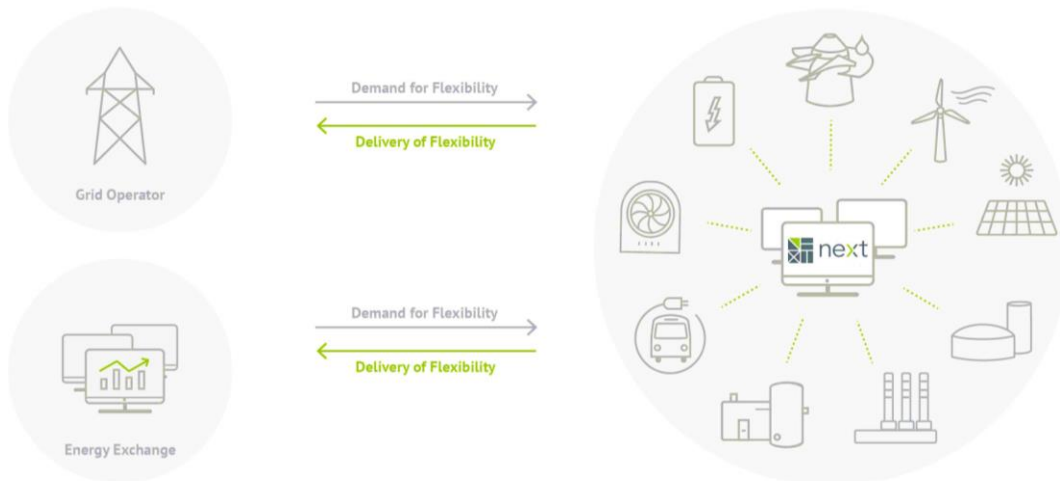 Demand for Flexibility
Delivery of Flexibility
Grid Operator
next
Demand for Flexibility
Delivery of Flexibility
Energy Exchange